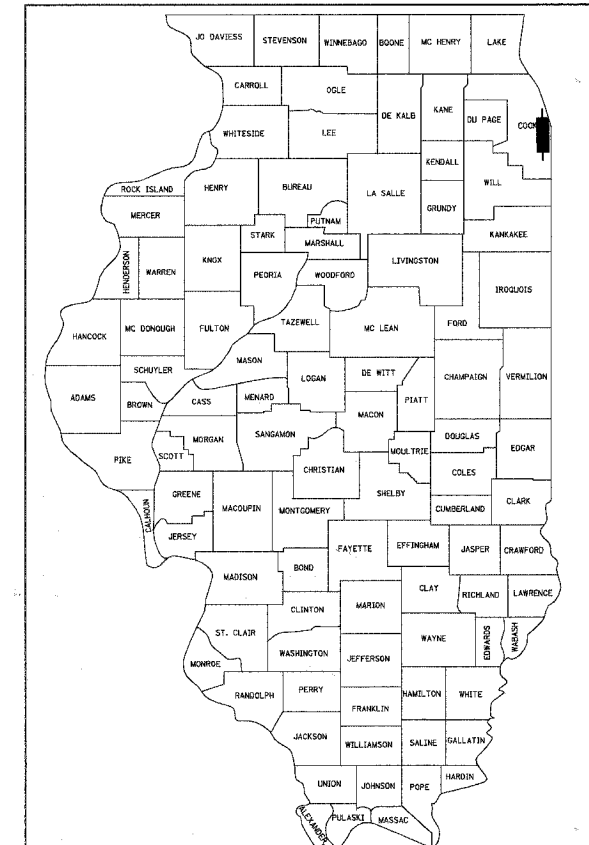 JO DAVIESS
STEVENSON
WINNEBAGO
BOONE
MC HENRY
LAKE
CARROLL
OGLE
DE KALB
KANE
DU PAGE
COOK
WHITESIDE
LEE
KENDALL
WILL
ROCK ISLAND
HENRY
BUREAU
LA SALLE
GRUNDY
MERCER
PUTNAM
STARK
MARSHALL
KANKAKEE
HENDERSON
WARREN
KNOX
PEORIA
WOODFORD
LIVINGSTON
IROQUOIS
HANCOCK
MC DONOUGH
FULTON
TAZEWELL
MC LEAN
FORD
MASON
SCHUYLER
LOGAN
DE WITT
CHAMPAIGN
VERMILION
ADAMS
BROWN
CASS
MENARD
MACON
PIATT
PIKE
SCOTT
MORGAN
SANGAMON
CHRISTIAN
MOULTRIE
DOUGLAS
EDGAR
COLES
SHELBY
CALHOUN
GREENE
MACOUPIN
MONTGOMERY
CUMBERLAND
CLARK
JERSEY
FAYETTE
EFFINGHAM
JASPER
CRAWFORD
MADISON
BOND
CLAY
RICHLAND
LAWRENCE
CLINTON
MARION
ST. CLAIR
WAYNE
EDWARDS
WABASH
MONROE
WASHINGTON
JEFFERSON
RANDOLPH
PERRY
HAMILTON
WHITE
FRANKLIN
JACKSON
WILLIAMSON
SALINE
GALLATIN
UNION
JOHNSON
POPE
HARDIN
ALEXANDER
PULASKI
MASSAC